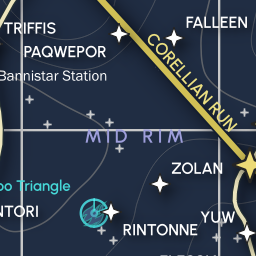 TRIFFIS
FALLEEN
PAQWEPOR
CORELLIAN RUN
Bannistar Station
MID RIM
ZOLAN
Triangle
NTORI
YUW
RINTONNE